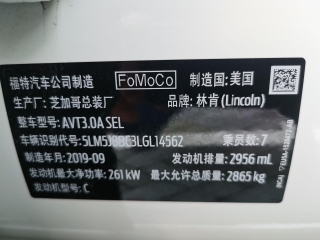 福特汽车公司制造 FoMoCo 制造国:美国
生产厂: 芝加哥总装厂 品牌: 林肯 (Lincoln)
整车型号: AVT3.0A SEL
车辆识别代号: 乘员数: 7
制造年月: 2019-09 发动机排量: 2956 mL
发动机最大净功率: 261 kW 最大允许总质量: 2865 kg
发动机型号: C